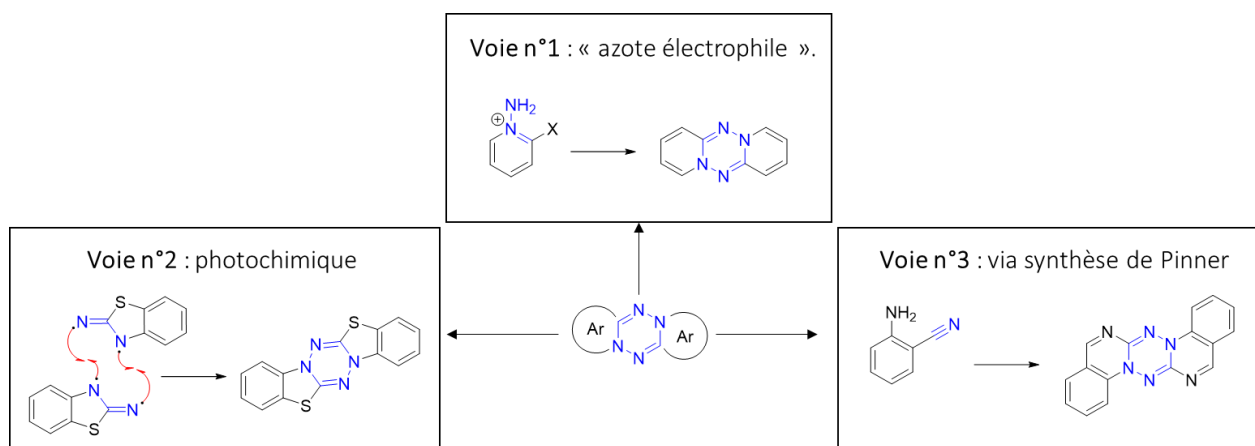 Voie n°1 : « azote électrophile ».
NH₂
N
⊕
X
N
N
N
N
Voie n°2 : photochimique
S
N
N
N
N
S
S
N
N
N
N
S
Ar
N
N
N
N
Ar
Voie n°3 : via synthèse de Pinner
NH₂
N
N
N
N
N
N
N